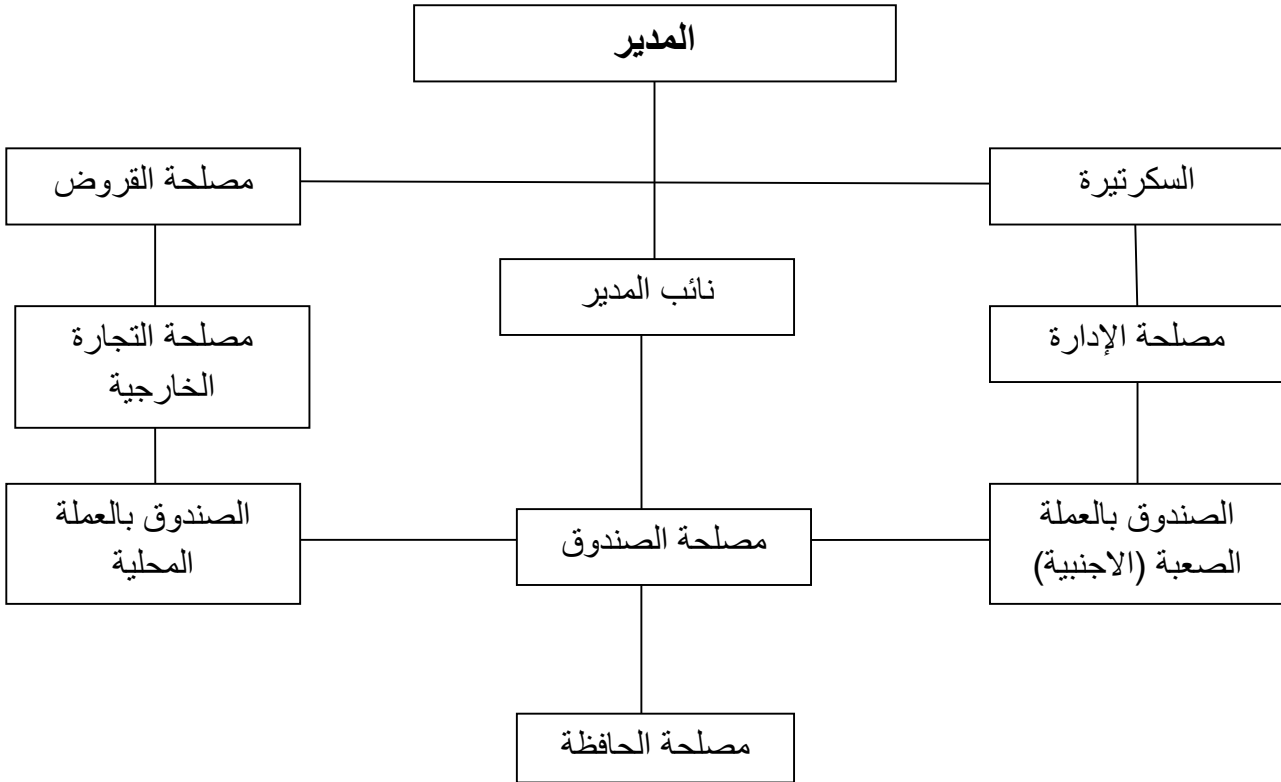 المدير
السكرتيرة
مصلحة القروض
نائب المدير
مصلحة الإدارة
مصلحة التجارة
الخارجية
الصندوق بالعملة
الصعبة (الاجنبية)
مصلحة الصندوق
الصندوق بالعملة
المحلية
مصلحة الحافظة